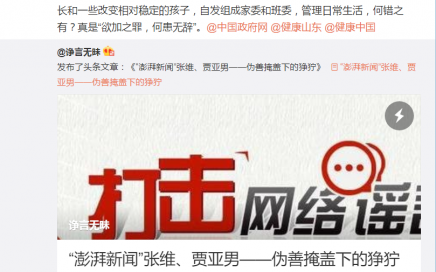 长和一些改变相对稳定的孩子，自发组成家委和班委，管理日常生活，何错之
有？真是“欲加之罪，何患无辞”。@中国政府网 @健康山东 @健康中国
@诤言无昧
发布了头条文章：《“澎湃新闻”张维、贾亚男——伪善掩盖下的狰狞》 “澎湃新闻”张维、
贾亚男——伪善掩盖下的狰狞
打击 网络谣
诤言无昧
“澎湃新闻”张维、贾亚男——伪善掩盖下的狰狞